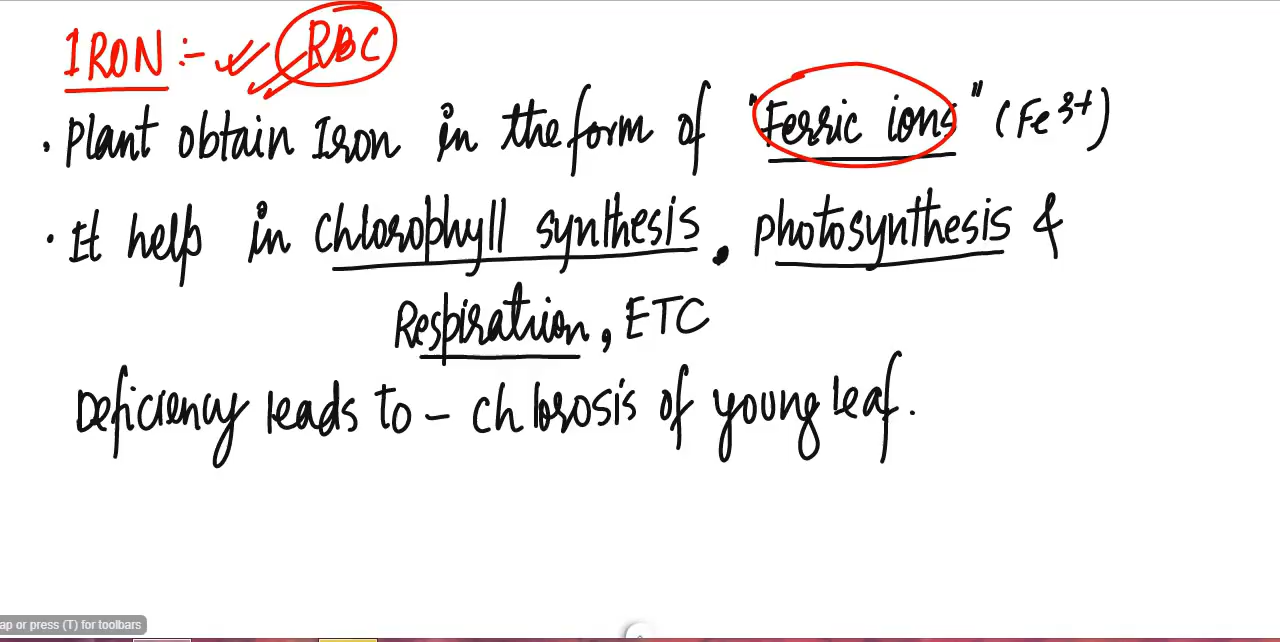 IRON :- RBC
• Plant obtain Iron in the form of "Ferric ions" (Fe3+)
• It help in chlorophyll synthesis, photosynthesis &
Respiration, ETC
Deficiency leads to - chlorosis of young leaf.
ap or press (T) for toolbars